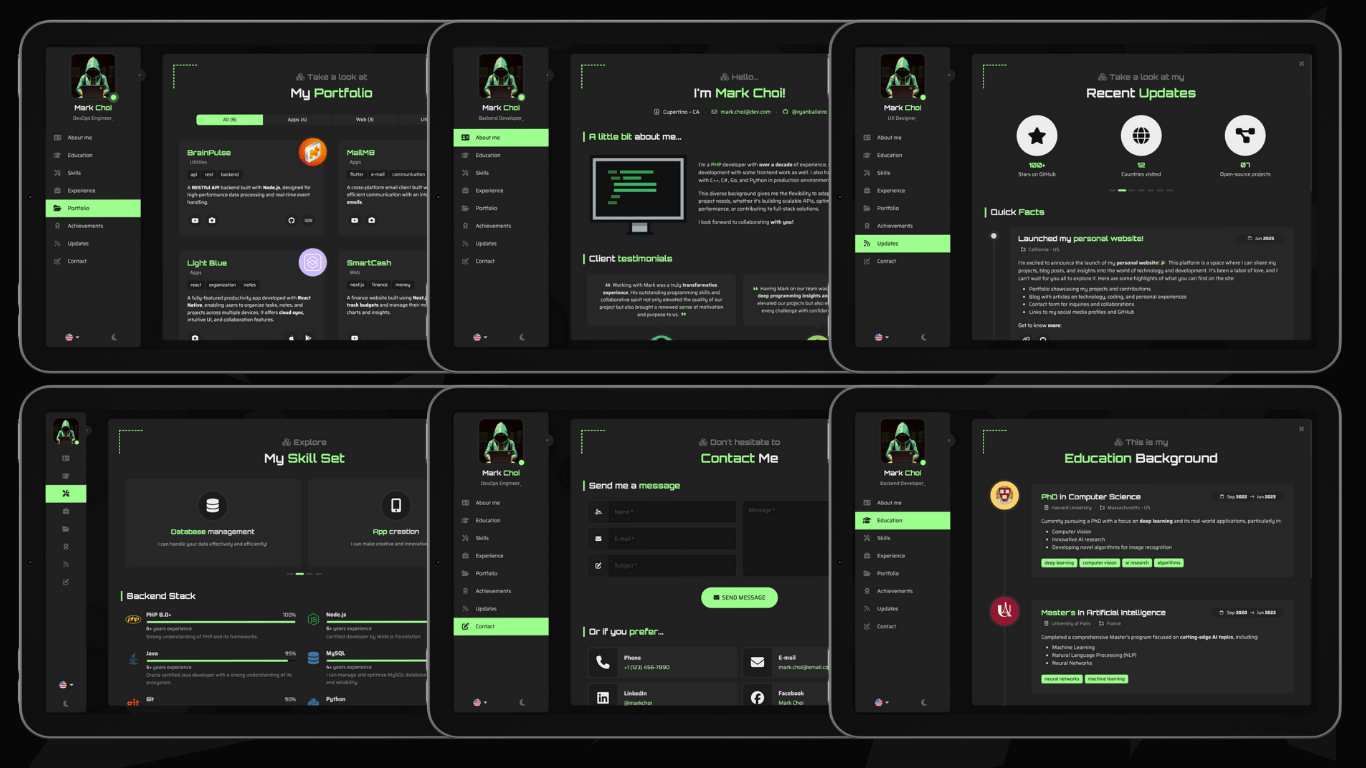 Mark Choi
DevOps Engineer_
About me
Education
Skills
Experience
Portfolio
Achievements
Updates
Contact
Take a look at
My Portfolio
All (9)
Apps (4)
Web (3)
BrainPulse
Utilities
api rest backend
A RESTful API backend built with Node.js, designed for
high-performance data processing and real-time event
handling.
MailMB
Apps
flutter e-mail communication
A cross-platform email client built
efficient communication with an
emails.
Light Blue
Apps
react organization notes
A fully-featured productivity app developed with React
Native, enabling users to organize tasks, notes, and
projects across multiple devices. It offers cloud sync,
intuitive UI, and collaboration features.
SmartCash
Web
next.js finance money
A finance website built using Next.
track budgets and manage their
charts and insights.
Mark Choi
Backend Developer_
About me
Education
Skills
Experience
Portfolio
Achievements
Updates
Contact
Hello...
I'm Mark Choi!
Cupertino - CA mark.choi@dev.com @ryanbalieiro
A little bit about me...
I'm a PHP developer with over a decade of experience,
development with some frontend work as well. I also
with C++, C#, Go, and Python in production environmen
This diverse background gives me the flexibility to
project needs, whether it's building scalable APIs,
performance, or contributing to full-stack solutions.
I look forward to collaborating with you!
Client testimonials
Working with Mark was a truly transformative
experience. His outstanding programming skills and
collaborative spirit not only elevated the quality of our
project but also brought a renewed sense of motivation
and purpose to us.
Having Mark on our team was
deep programming insights
elevated our projects but also
every challenge with confiden
Mark Choi
UX Designer_
About me
Education
Skills
Experience
Portfolio
Achievements
Updates
Contact
Take a look at my
Recent Updates
100+
Stars on GitHub
12
Countries visited
07
Open-source projects
Quick Facts
Launched my personal website!
Jun 2025
California - US
I'm excited to announce the launch of my personal website! This platform is a space where I can share my
projects, blog posts, and insights into the world of technology and development. It's been a labor of love, and I
can't wait for you all to explore it. Here are some highlights of what you can find on the site:
Portfolio showcasing my projects and contributions
Blog with articles on technology, coding, and personal experiences
Contact form for inquiries and collaborations
Links to my social media profiles and GitHub
Get to know more:
Explore
My Skill Set
Database management
I can handle your data effectively and efficiently!
App creation
I can make creative and
Backend Stack
PHP 8.0+ 100%
6+ years experience
Strong understanding of PHP and its frameworks.
Node.js
6+ years experience
Certified developer by Node.js Foundation.
Java 95%
5+ years experience
Oracle certified Java developer with a strong understanding of its
ecosystem.
MySQL
4+ years experience
I can manage and optimize MySQL database
and reliability.
Git 90%
Python
Mark Choi
DevOps Engineer_
About me
Education
Skills
Experience
Portfolio
Achievements
Updates
Contact
Don't hesitate to
Contact Me
Send me a message
Name *
E-mail *
Subject *
Message *
SEND MESSAGE
Or if you prefer...
Phone
+1 (123) 456-7890
E-mail
mark.choi@email.co
LinkedIn
@markchoi
Facebook
Mark Choi
Mark Choi
Backend Developer_
About me
Education
Skills
Experience
Portfolio
Achievements
Updates
Contact
This is my
Education Background
PhD in Computer Science
Sep 2022 → Jun 2025
Harvard University Massachusetts - US
Currently pursuing a PhD with a focus on deep learning and its real-world applications, particularly in:
Computer Vision
Innovative AI research
Developing novel algorithms for image recognition
deep learning computer vision ai research algorithms
Master's in Artificial Intelligence
Sep 2020 → Jun 2022
University of Paris France
Completed a comprehensive Master's program focused on cutting-edge AI topics, including:
Machine Learning
Natural Language Processing (NLP)
Neural Networks
neural networks machine learning